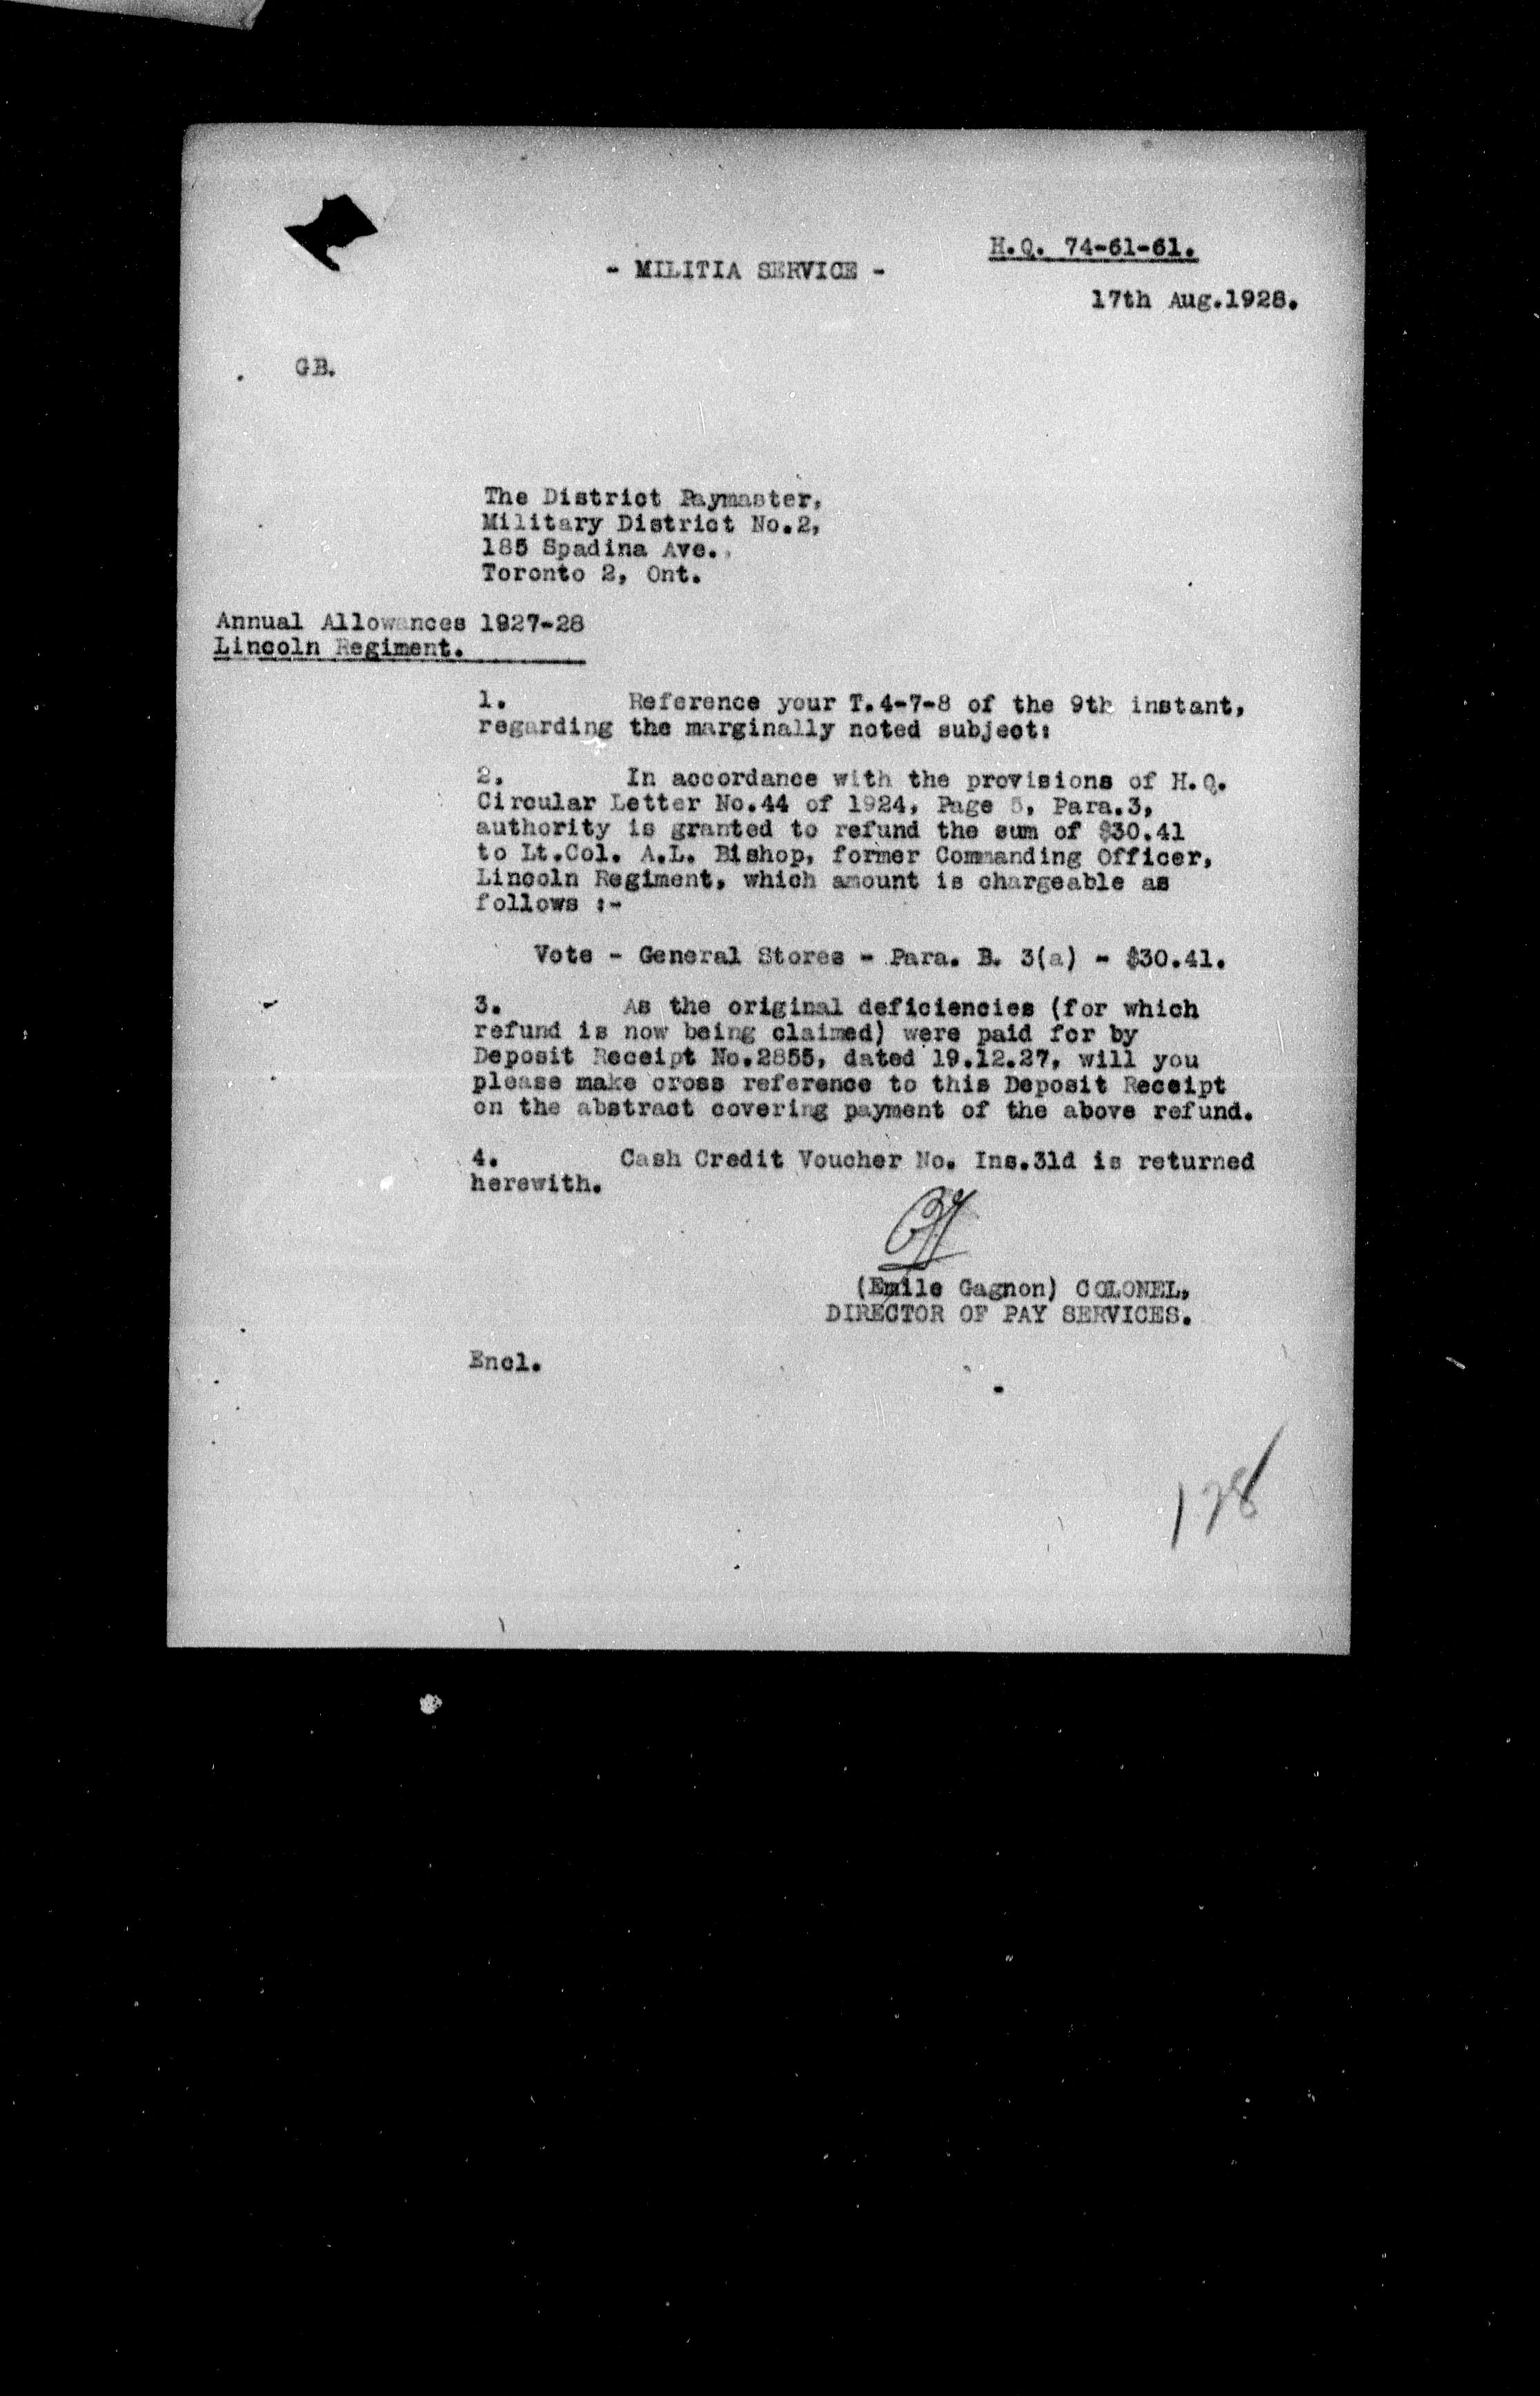 H.Q. 74-61-61.
- MILITIA SERVICE -
17th Aug.1928.
GB.
The District Paymaster,
Military District No.2,
185 Spadina Ave.,
Toronto 2, Ont.
Annual Allowances 1927-28
Lincoln Regiment.
1. Reference your T.4-7-8 of the 9th instant,
regarding the marginally noted subject:
2. In accordance with the provisions of H.Q.
Circular Letter No.44 of 1924, Page 5, Para.3,
authority is granted to refund the sum of $30.41
to Lt.Col. A.L. Bishop, former Commanding Officer,
Lincoln Regiment, which amount is chargeable as
follows :-
Vote - General Stores - Para. B. 3(a) - $30.41.
3. As the original deficiencies (for which
refund is now being claimed) were paid for by
Deposit Receipt No.2855, dated 19.12.27, will you
please make cross reference to this Deposit Receipt
on the abstract covering payment of the above refund.
4. Cash Credit Voucher No. Ins.31d is returned
herewith.
(Emile Gagnon) COLONEL,
DIRECTOR OF PAY SERVICES.
Encl.